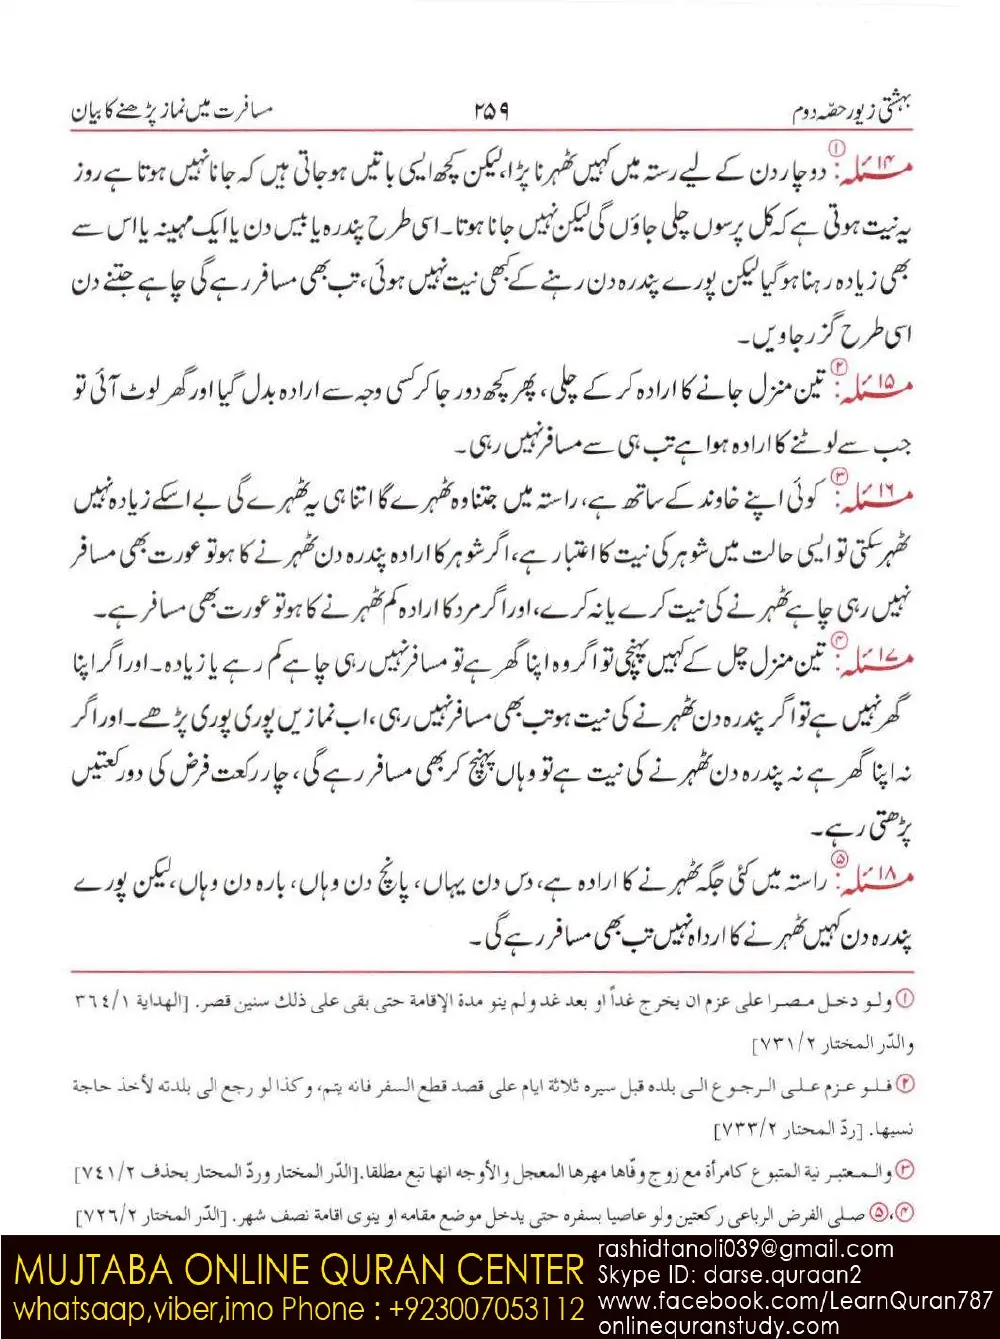 بہشتی زیور حصّہ دوم ۲۵۹ مسافرت میں نماز پڑھنے کا بیان
مسئلہ ۱۴: ① دو چار دن کے لیے رستہ میں کہیں ٹھہرنا پڑا، لیکن کچھ ایسی باتیں ہو جاتی ہیں کہ جانا نہیں ہوتا ہے روز
یہ نیت ہوتی ہے کہ کل پرسوں چلی جاؤں گی لیکن نہیں جانا ہوتا۔ اسی طرح پندرہ یا بیس دن یا ایک مہینہ یا اس سے
بھی زیادہ رہنا ہو گیا لیکن پورے پندرہ دن رہنے کے کبھی نیت نہیں ہوئی، تب بھی مسافر رہے گی چاہے جتنے دن
اسی طرح گزر جاویں۔
مسئلہ ۱۵: ② تین منزل جانے کا ارادہ کر کے چلی، پھر کچھ دور جا کر کسی وجہ سے ارادہ بدل گیا اور گھر لوٹ آئی تو
جب سے لوٹنے کا ارادہ ہوا ہے تب ہی سے مسافر نہیں رہی۔
مسئلہ ۱۶: ③ کوئی اپنے خاوند کے ساتھ ہے، راستہ میں جتنا وہ ٹھہرے گا اتنا ہی یہ ٹھہرے گی بے اسکے زیادہ نہیں
ٹھہر سکتی تو ایسی حالت میں شوہر کی نیت کا اعتبار ہے، اگر شوہر کا ارادہ پندرہ دن ٹھہرنے کا ہو تو عورت بھی مسافر
نہیں رہی چاہے ٹھہرنے کی نیت کرے یا نہ کرے، اور اگر مرد کا ارادہ کم ٹھہرنے کا ہو تو عورت بھی مسافر ہے۔
مسئلہ ۱۷: ④ تین منزل چل کے کہیں پہنچی تو اگر وہ اپنا گھر ہے تو مسافر نہیں رہی چاہے کم رہے یا زیادہ۔ اور اگر اپنا
گھر نہیں ہے تو اگر پندرہ دن ٹھہرنے کی نیت ہو تب بھی مسافر نہیں رہی، اب نمازیں پوری پوری پڑھے۔ اور اگر
نہ اپنا گھر ہے نہ پندرہ دن ٹھہرنے کی نیت ہے تو وہاں پہنچ کر بھی مسافر رہے گی، چار رکعت فرض کی دو رکعتیں
پڑھتی رہے۔
مسئلہ ۱۸: ⑤ راستہ میں کئی جگہ ٹھہرنے کا ارادہ ہے، دس دن یہاں، پانچ دن وہاں، بارہ دن وہاں، لیکن پورے
پندرہ دن کہیں ٹھہرنے کا ارداہ نہیں تب بھی مسافر رہے گی۔
① ولو دخل مصرا على عزم ان يخرج غداً او بعد غد ولم ينو مدة الإقامة حتى بقى على ذلك سنين قصر. [الهداية ۱/۳۶۴
والدّر المختار ۲/۷۳۱]
② فلو عزم على الرجوع الى بلده قبل سيره ثلاثة ايام على قصد قطع السفر فانه يتم، وكذا لو رجع الى بلدته لأخذ حاجة
نسيها. [ردّ المحتار ۲/۷۳۳]
③ والمعتبر نية المتبوع كامرأة مع زوج وفّاها مهرها المعجل والأوجه انها تبع مطلقا. [الدّر المختار وردّ المحتار بحذف ۲/۷۴۱]
④،⑤ صلى الفرض الرباعى ركعتين ولو عاصيا بسفره حتى يدخل موضع مقامه او ينوى اقامة نصف شهر. [الدّر المختار ۲/۷۲۶]
MUJTABA ONLINE QURAN CENTER
whatsaap,viber,imo Phone : +923007053112
rashidtanoli039@gmail.com
Skype ID: darse.quraan2
www.facebook.com/LearnQuran787
onlinequranstudy.com